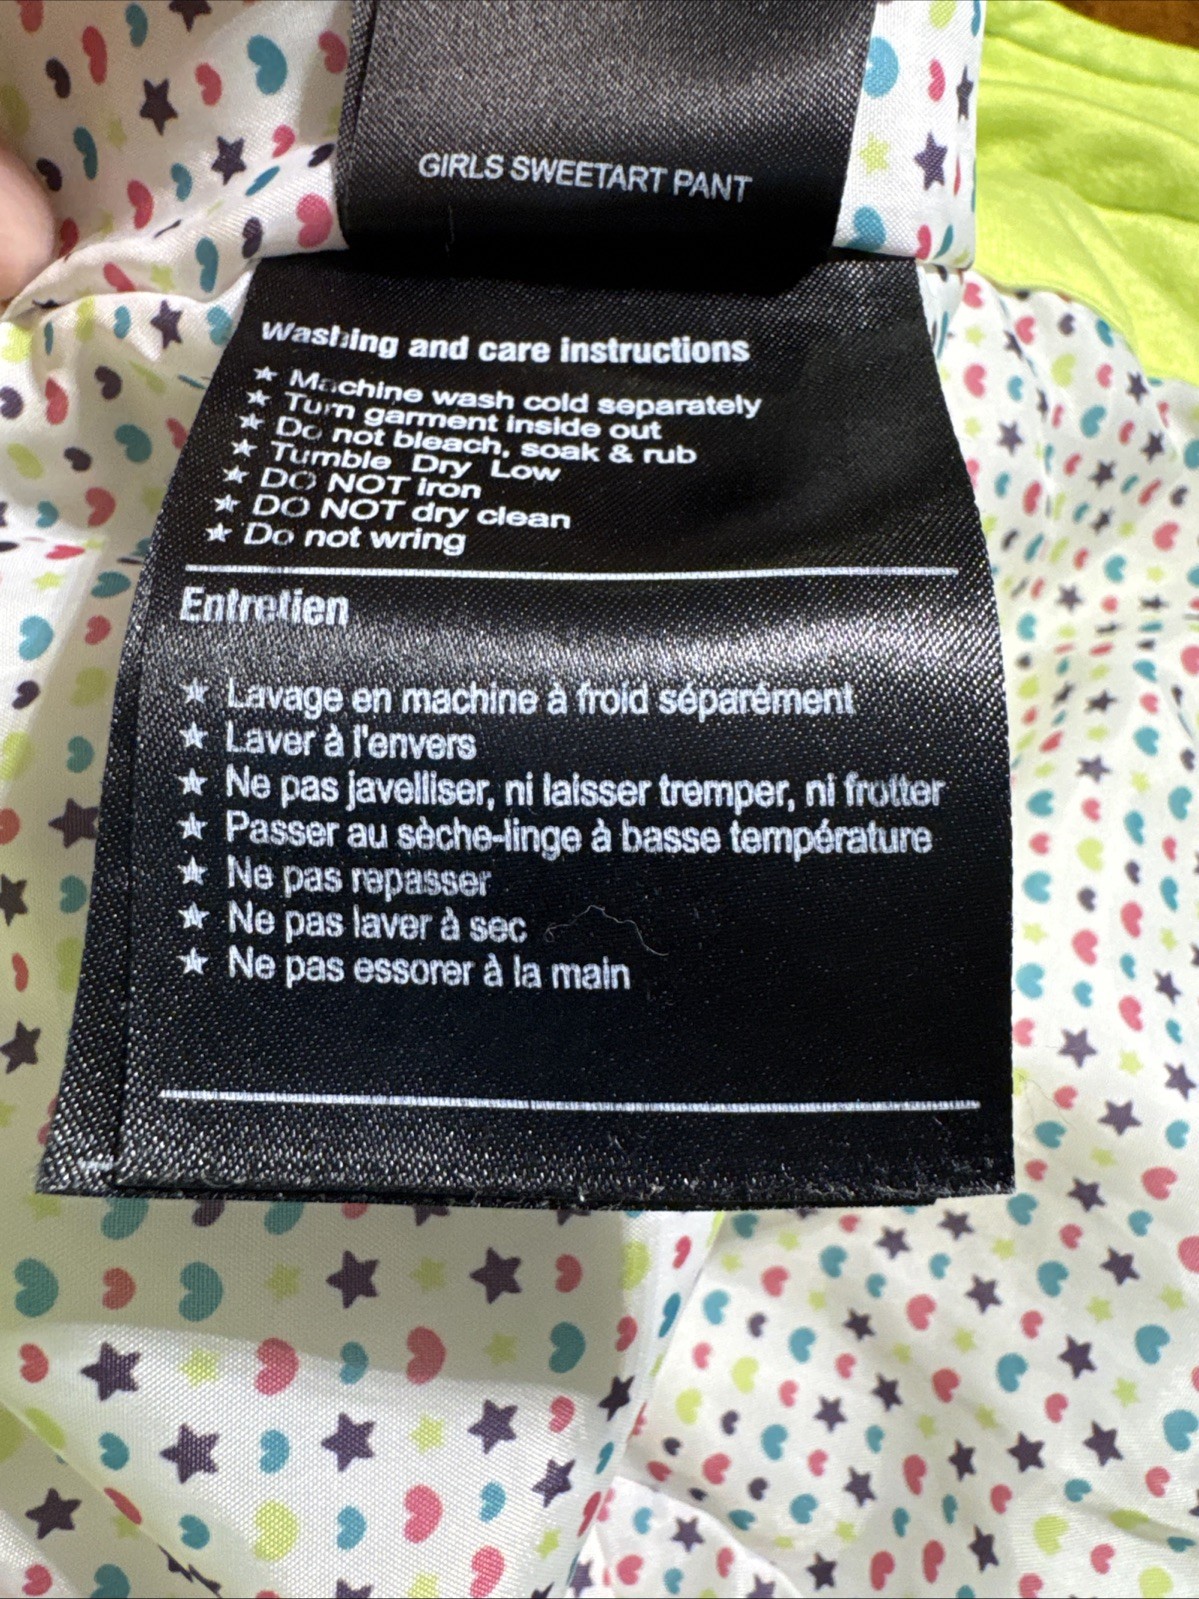 GIRLS SWEETART PANT
Washing and care instructions
★ Machine wash cold separately
★ Turn garment inside out
★ Do not bleach, soak & rub
★ Tumble Dry Low
★ DO NOT iron
★ DO NOT dry clean
★ Do not wring
Entretien
★ Lavage en machine à froid séparément
★ Laver à l'envers
★ Ne pas javelliser, ni laisser tremper, ni frotter
★ Passer au sèche-linge à basse température
★ Ne pas repasser
★ Ne pas laver à sec
★ Ne pas essorer à la main